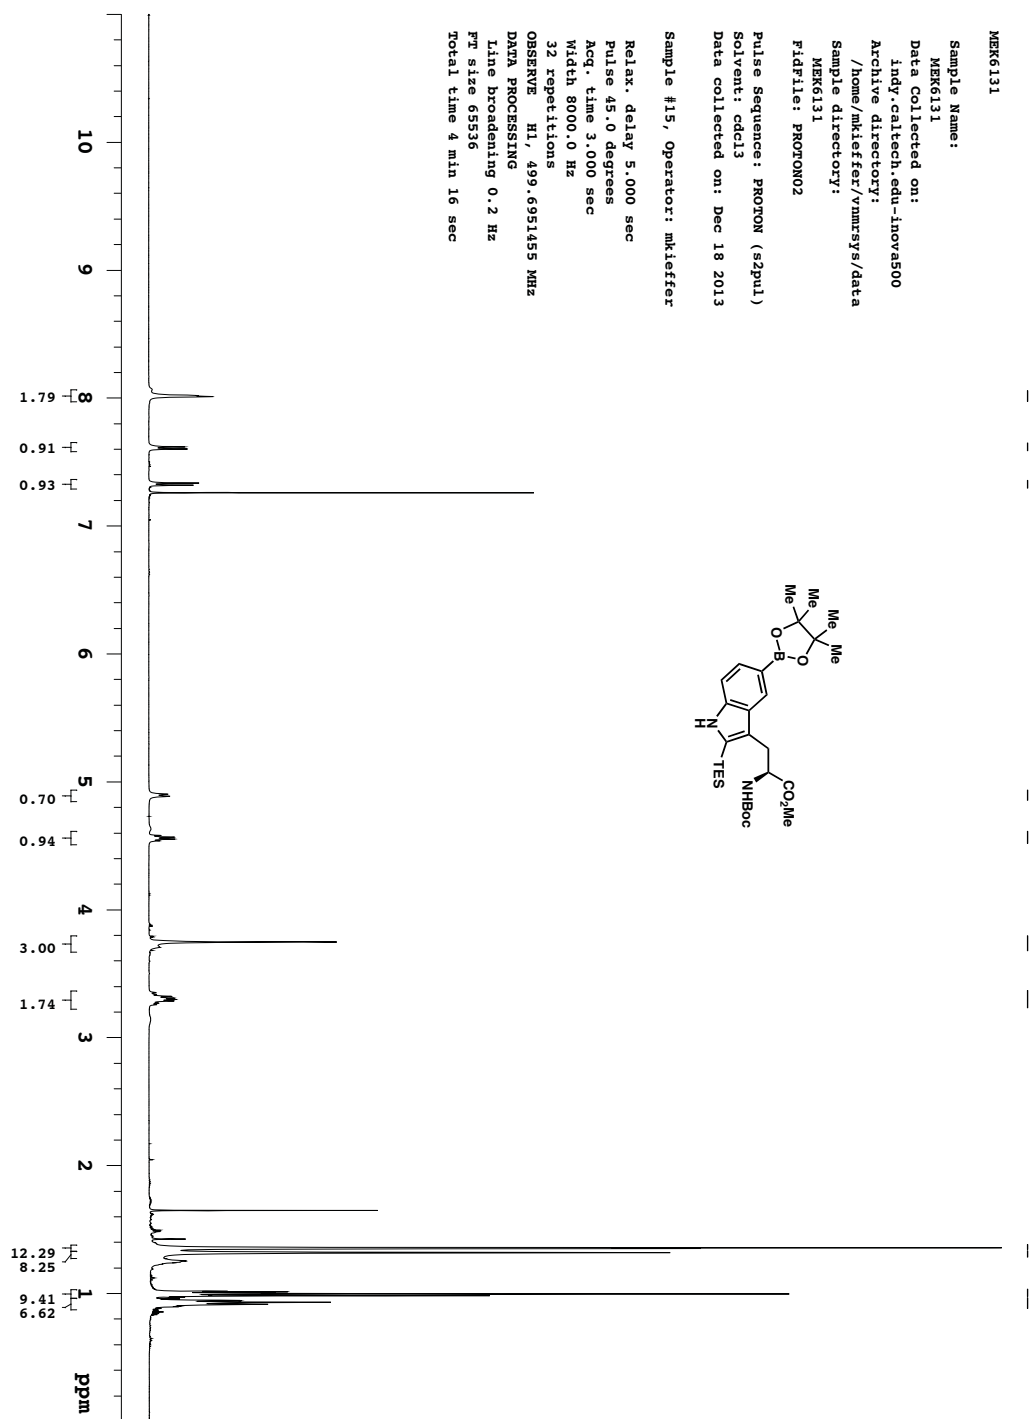 MEK6131
Sample Name:
MEK6131
Data Collected on:
indy.caltech.edu-inova500
Archive directory:
/home/mkieffer/vnmrsys/data
Sample directory:
MEK6131
FidFile: PROTON02
Pulse Sequence: PROTON (s2pul)
Solvent: cdcl3
Data collected on: Dec 18 2013
Sample #15, Operator: mkieffer
Relax. delay 5.000 sec
Pulse 45.0 degrees
Acq. time 3.000 sec
Width 8000.0 Hz
32 repetitions
OBSERVE H1, 499.6951455 MHz
DATA PROCESSING
Line broadening 0.2 Hz
FT size 65536
Total time 4 min 16 sec
Me
Me
Me
Me
O
O
B
N
H
TES
CO2Me
NHBoc
10 9 8 7 6 5 4 3 2 1 ppm
1.79
0.91
0.93
0.70
0.94
3.00
1.74
12.29
8.25
9.41
6.62